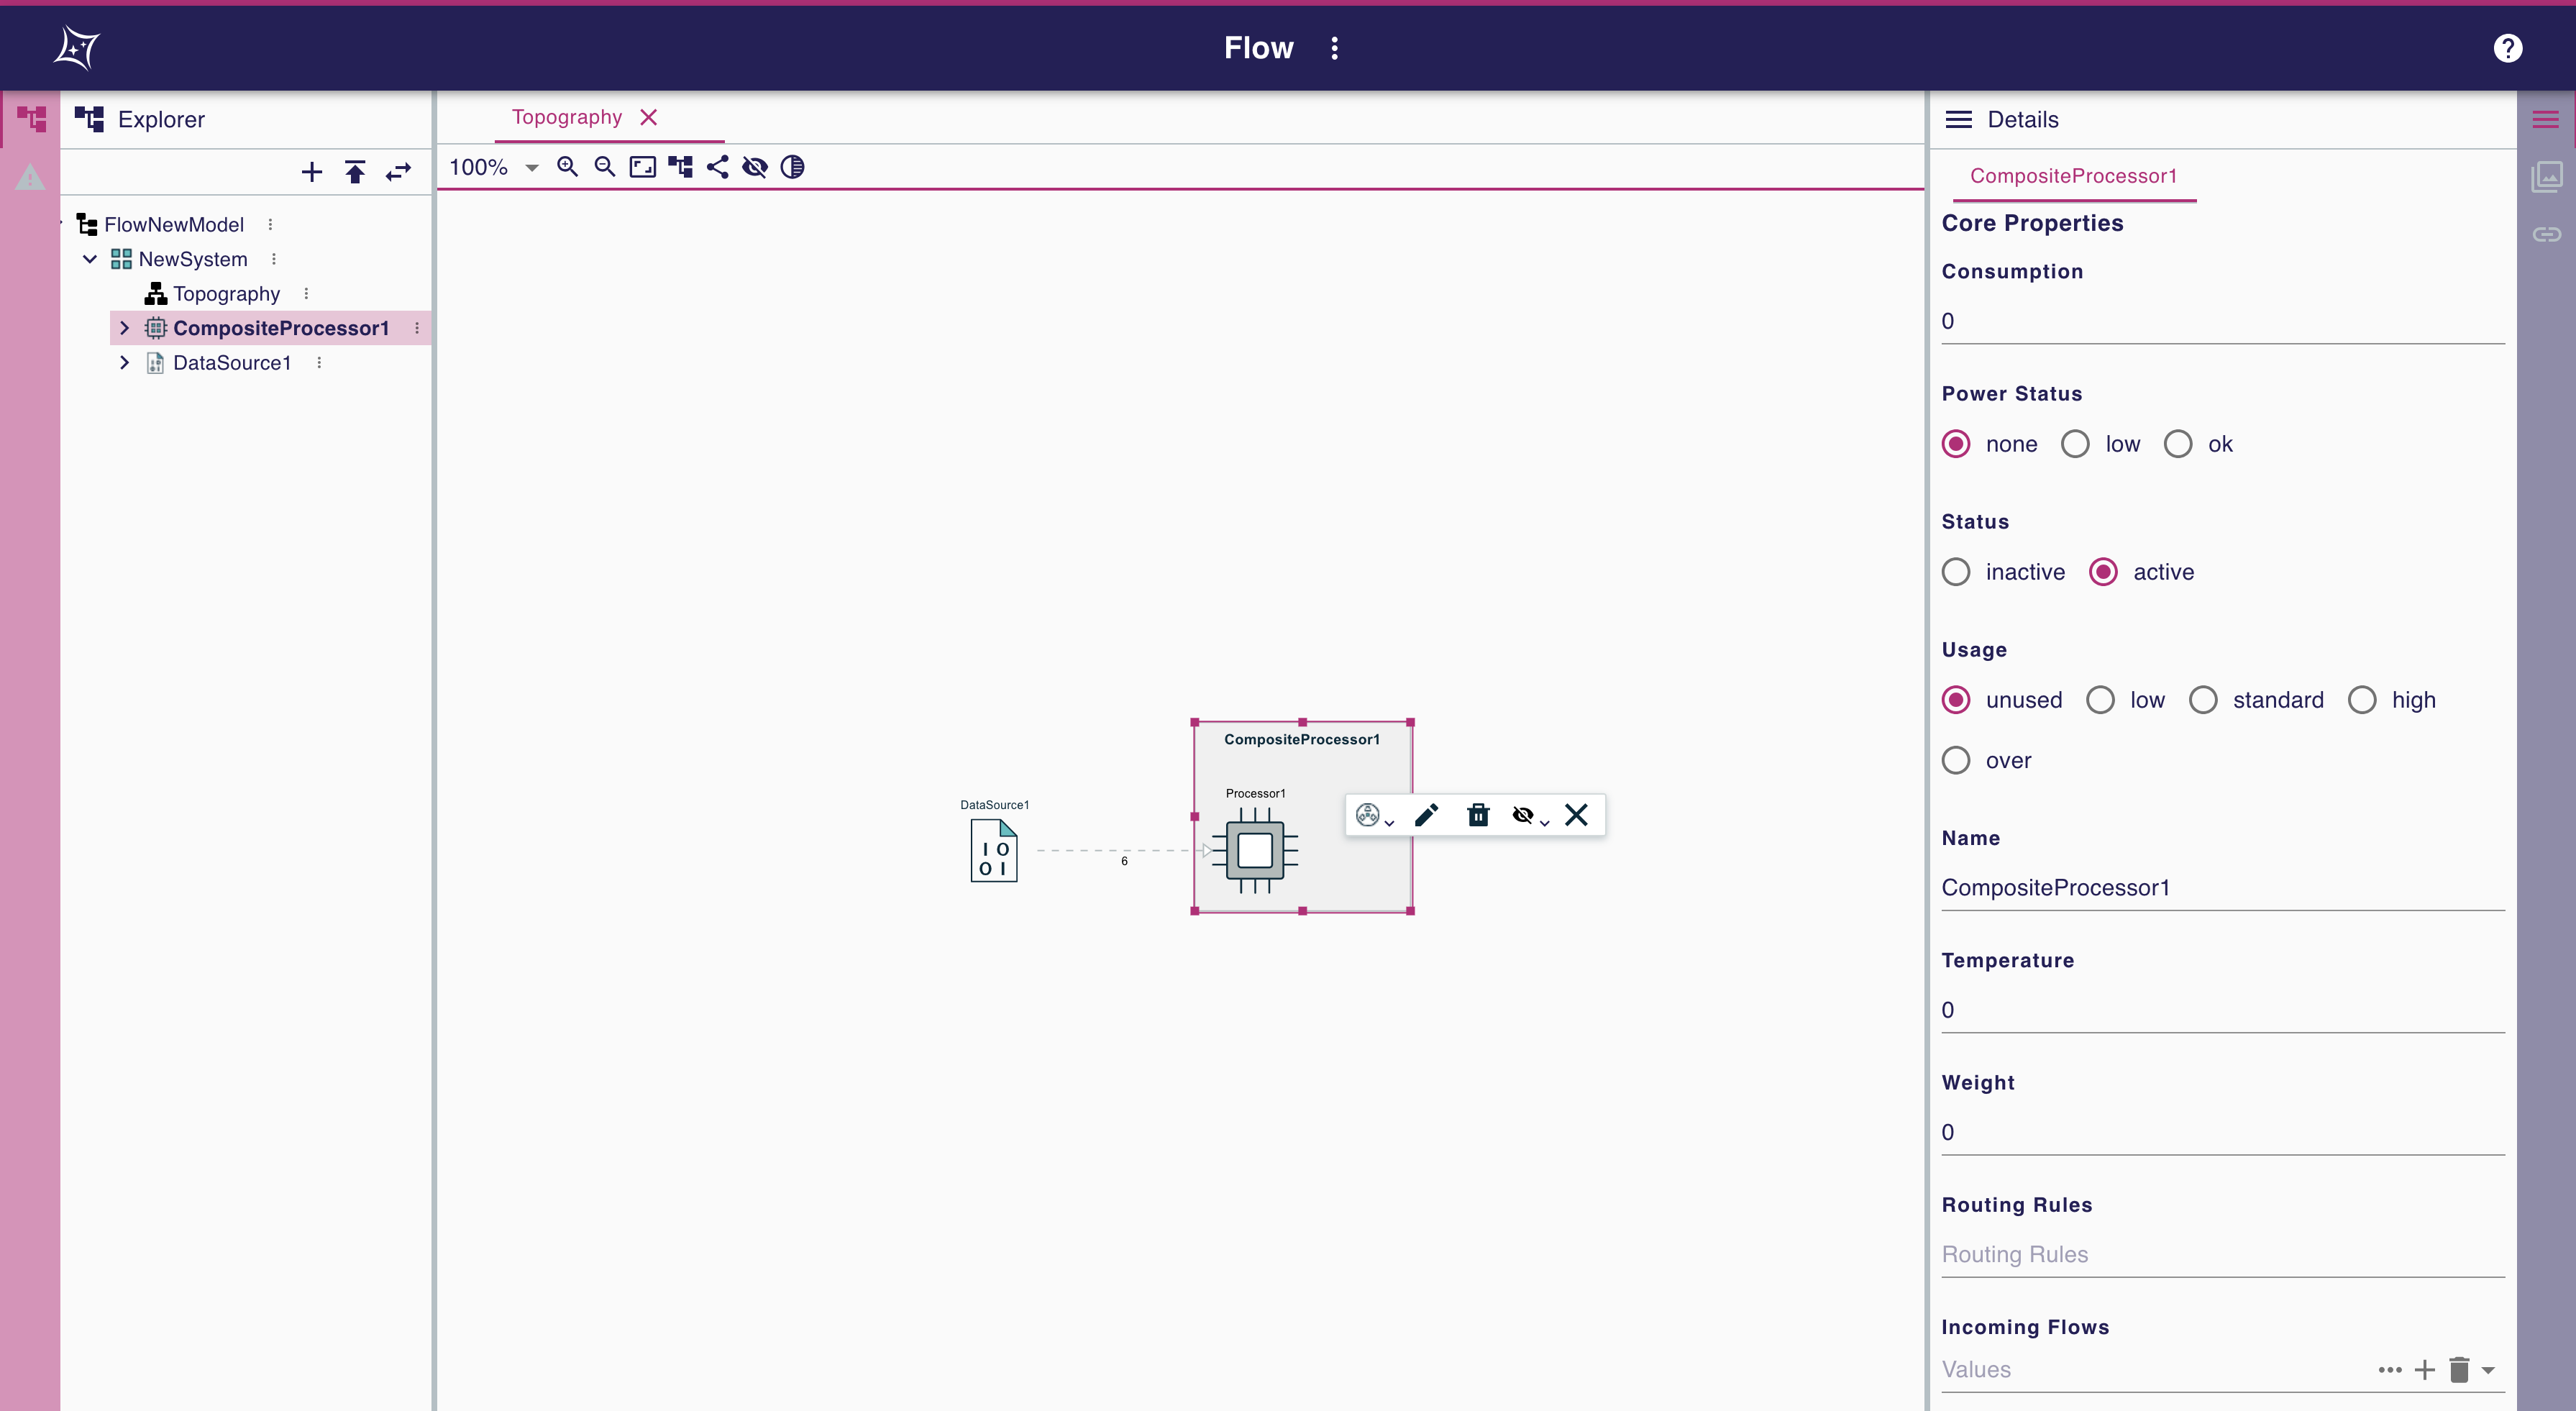 Flow
Explorer
FlowNewModel
NewSystem
Topography
CompositeProcessor1
DataSource1
Topography
100%
DataSource1
I O
O I
6
CompositeProcessor1
Processor1
Details
CompositeProcessor1
Core Properties
Consumption
0
Power Status
none low ok
Status
inactive active
Usage
unused low standard high
over
Name
CompositeProcessor1
Temperature
0
Weight
0
Routing Rules
Routing Rules
Incoming Flows
Values